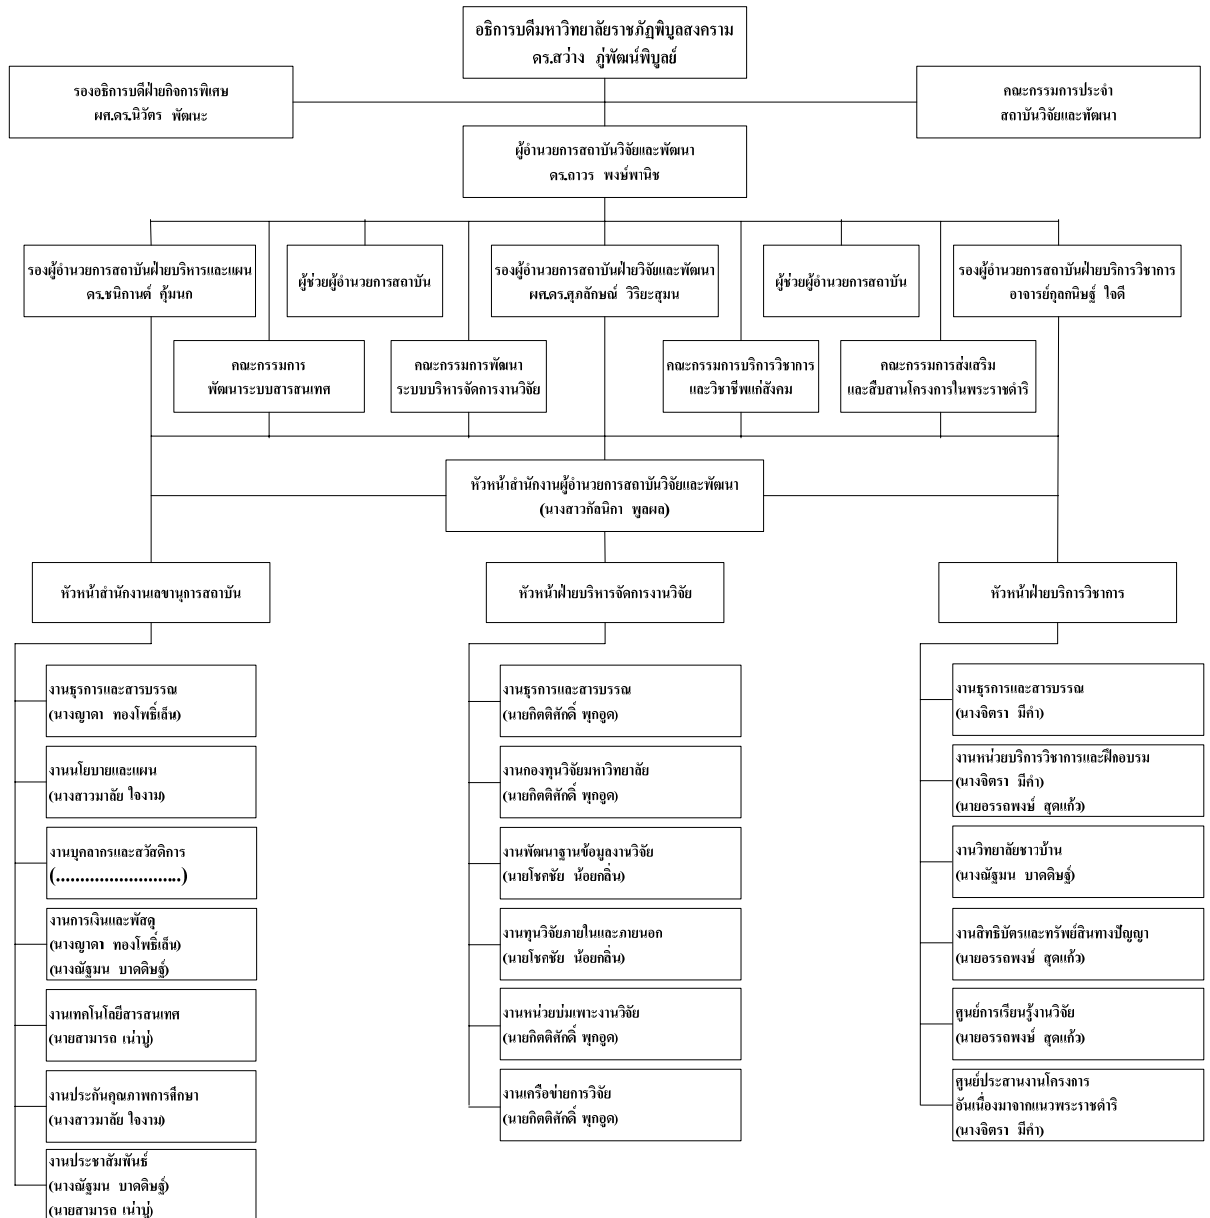 อธิการบดีมหาวิทยาลัยราชภัฏพิบูลสงคราม
ดร.สว่าง ภู่พัฒน์พิบูลย์
รองอธิการบดีฝ่ายกิจการพิเศษ
ผศ.ดร.นิวัตร พัฒนะ
คณะกรรมการประจำ
สถาบันวิจัยและพัฒนา
ผู้อำนวยการสถาบันวิจัยและพัฒนา
ดร.ถาวร พงษ์พานิช
รองผู้อำนวยการสถาบันฝ่ายบริหารและแผน
ดร.ชนิกานต์ คุ้มนก
ผู้ช่วยผู้อำนวยการสถาบัน
รองผู้อำนวยการสถาบันฝ่ายวิจัยและพัฒนา
ผศ.ดร.สุภลักษณ์ วิริยะสุมน
ผู้ช่วยผู้อำนวยการสถาบัน
รองผู้อำนวยการสถาบันฝ่ายบริการวิชาการ
อาจารย์กุลกนิษฐ์ ใจดี
คณะกรรมการ
พัฒนาระบบสารสนเทศ
คณะกรรมการพัฒนา
ระบบบริหารจัดการงานวิจัย
คณะกรรมการบริการวิชาการ
และวิชาชีพแก่สังคม
คณะกรรมการส่งเสริม
และสืบสานโครงการในพระราชดำริ
หัวหน้าสำนักงานผู้อำนวยการสถาบันวิจัยและพัฒนา
(นางสาวกัลนิกา พูลผล)
หัวหน้าสำนักงานเลขานุการสถาบัน
หัวหน้าฝ่ายบริหารจัดการงานวิจัย
หัวหน้าฝ่ายบริการวิชาการ
งานธุรการและสารบรรณ
(นางญาดา ทองโพธิ์เล็น)
งานนโยบายและแผน
(นางสาวมาลัย ใจงาม)
งานบุคลากรและสวัสดิการ
(..........................)
งานการเงินและพัสดุ
(นางญาดา ทองโพธิ์เล็น)
(นางณัฐมน บาดดิษฐ์)
งานเทคโนโลยีสารสนเทศ
(นายสามารถ เน่าบู่)
งานประกันคุณภาพการศึกษา
(นางสาวมาลัย ใจงาม)
งานประชาสัมพันธ์
(นางณัฐมน บาดดิษฐ์)
(นายสามารถ เน่าบู่)
งานธุรการและสารบรรณ
(นายกิตติศักดิ์ พุกอูด)
งานกองทุนวิจัยมหาวิทยาลัย
(นายกิตติศักดิ์ พุกอูด)
งานพัฒนาฐานข้อมูลงานวิจัย
(นายโชคชัย น้อยกลิ่น)
งานทุนวิจัยภายในและภายนอก
(นายโชคชัย น้อยกลิ่น)
งานหน่วยบ่มเพาะงานวิจัย
(นายกิตติศักดิ์ พุกอูด)
งานเครือข่ายการวิจัย
(นายกิตติศักดิ์ พุกอูด)
งานธุรการและสารบรรณ
(นางจิตรา มีคำ)
งานหน่วยบริการวิชาการและฝึกอบรม
(นางจิตรา มีคำ)
(นายอรรถพงษ์ สุดแก้ว)
งานวิทยาลัยชาวบ้าน
(นางณัฐมน บาดดิษฐ์)
งานสิทธิบัตรและทรัพย์สินทางปัญญา
(นายอรรถพงษ์ สุดแก้ว)
ศูนย์การเรียนรู้งานวิจัย
(นายอรรถพงษ์ สุดแก้ว)
ศูนย์ประสานงานโครงการ
อันเนื่องมาจากแนวพระราชดำริ
(นางจิตรา มีคำ)